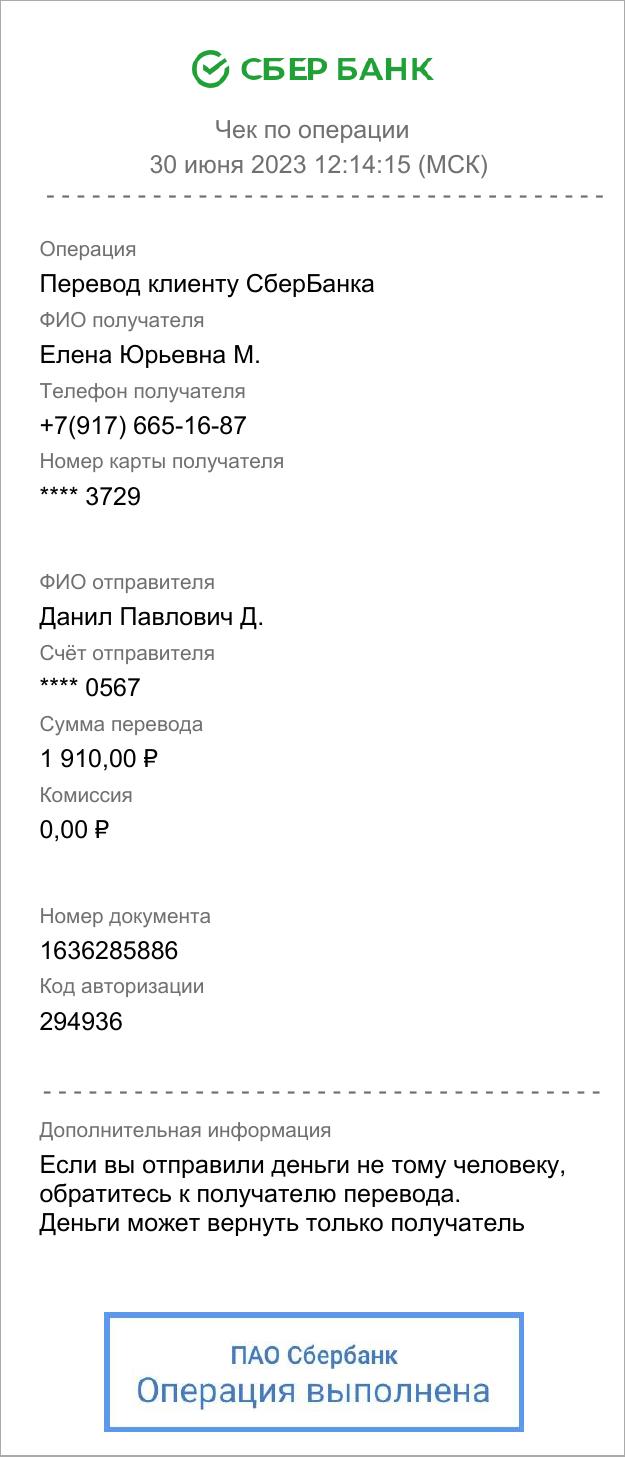 СБЕР БАНК
Чек по операции
30 июня 2023 12:14:15 (МСК)
Операция
Перевод клиенту СберБанка
ФИО получателя
Елена Юрьевна М.
Телефон получателя
+7(917) 665-16-87
Номер карты получателя
**** 3729
ФИО отправителя
Данил Павлович Д.
Счёт отправителя
**** 0567
Сумма перевода
1 910,00 ₽
Комиссия
0,00 ₽
Номер документа
1636285886
Код авторизации
294936
Дополнительная информация
Если вы отправили деньги не тому человеку,
обратитесь к получателю перевода.
Деньги может вернуть только получатель
ПАО Сбербанк
Операция выполнена